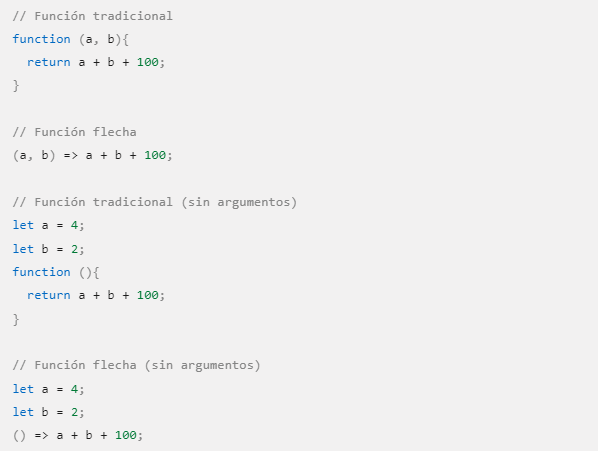 // Función tradicional
function (a, b){
  return a + b + 100;
}

// Función flecha
(a, b) => a + b + 100;

// Función tradicional (sin argumentos)
let a = 4;
let b = 2;
function (){
  return a + b + 100;
}

// Función flecha (sin argumentos)
let a = 4;
let b = 2;
() => a + b + 100;